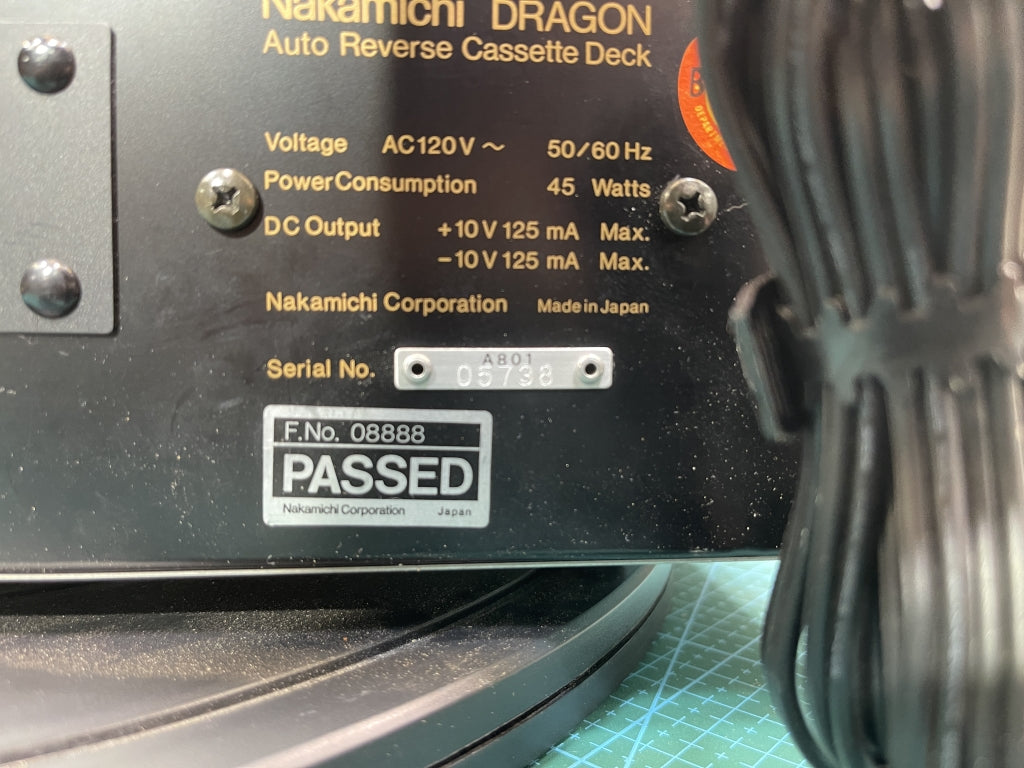 Nakamichi DRAGON
Auto Reverse Cassette Deck
Voltage AC120V ~ 50/60 Hz
Power Consumption 45 Watts
DC Output +10 V 125 mA Max.
-10 V 125 mA Max.
Nakamichi Corporation Made in Japan
Serial No. A801
05738
F.No. 08888
PASSED
Nakamichi Corporation Japan